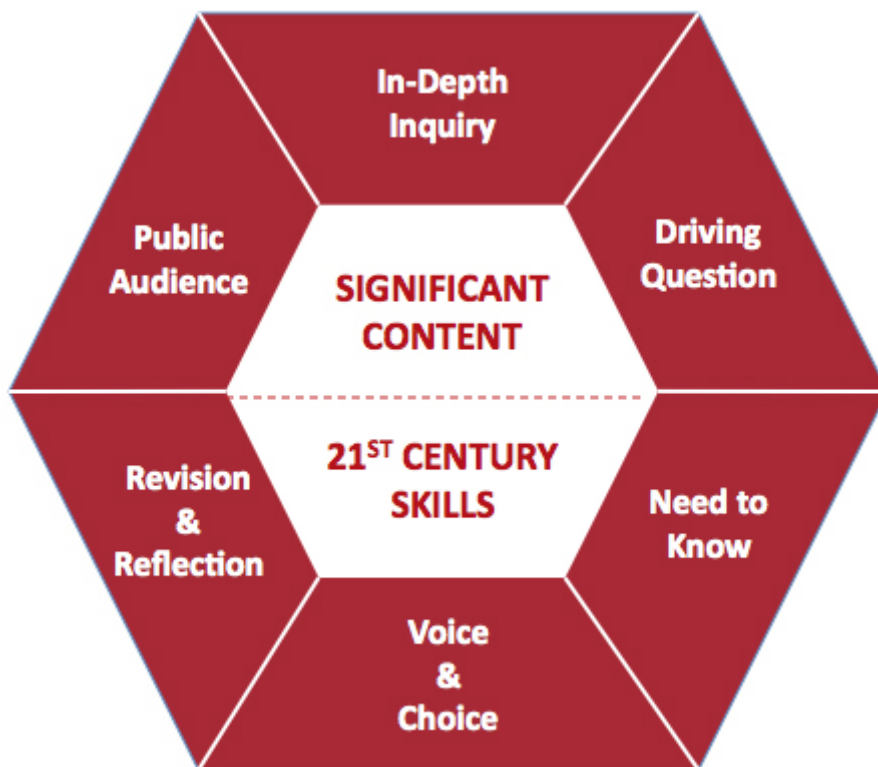 In-Depth
Inquiry
Driving
Question
Need to
Know
Voice
&
Choice
Revision
&
Reflection
Public
Audience
SIGNIFICANT
CONTENT
21ST CENTURY
SKILLS